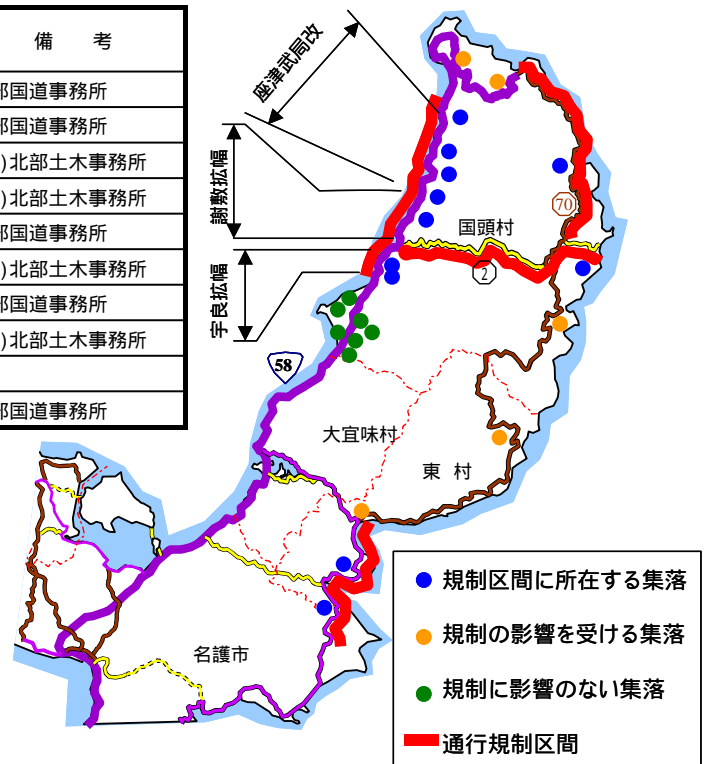 備 考
部国道事務所
部国道事務所
)北部土木事務所
)北部土木事務所
部国道事務所
)北部土木事務所
部国道事務所
)北部土木事務所
部国道事務所
座津武局改
謝敷拡幅
宇良拡幅
国頭村
70
2
58
大宜味村
東 村
名護市
規制区間に所在する集落
規制の影響を受ける集落
規制に影響のない集落
通行規制区間